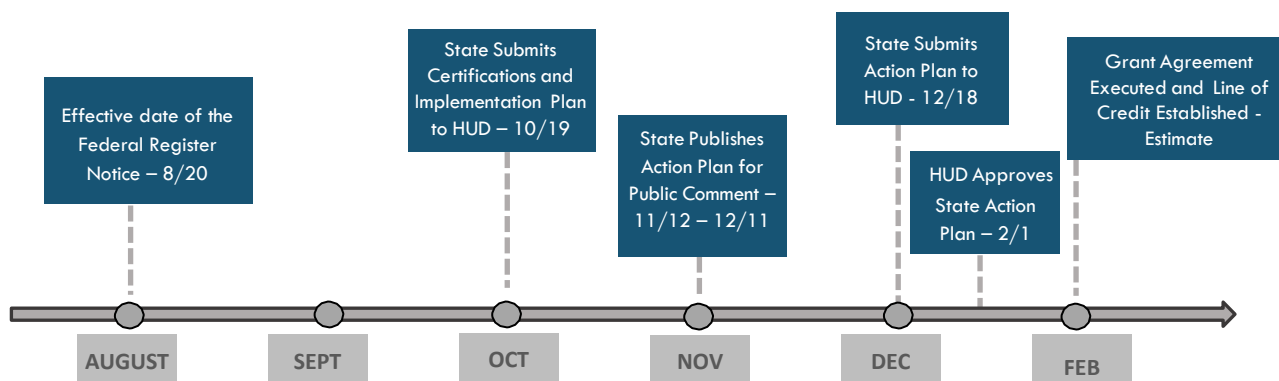 Effective date of the
Federal Register
Notice – 8/20
State Submits
Certifications and
Implementation Plan
to HUD – 10/19
State Publishes
Action Plan for
Public Comment –
11/12 – 12/11
State Submits
Action Plan to
HUD - 12/18
HUD Approves
State Action
Plan – 2/1
Grant Agreement
Executed and Line of
Credit Established -
Estimate
AUGUST
SEPT
OCT
NOV
DEC
FEB